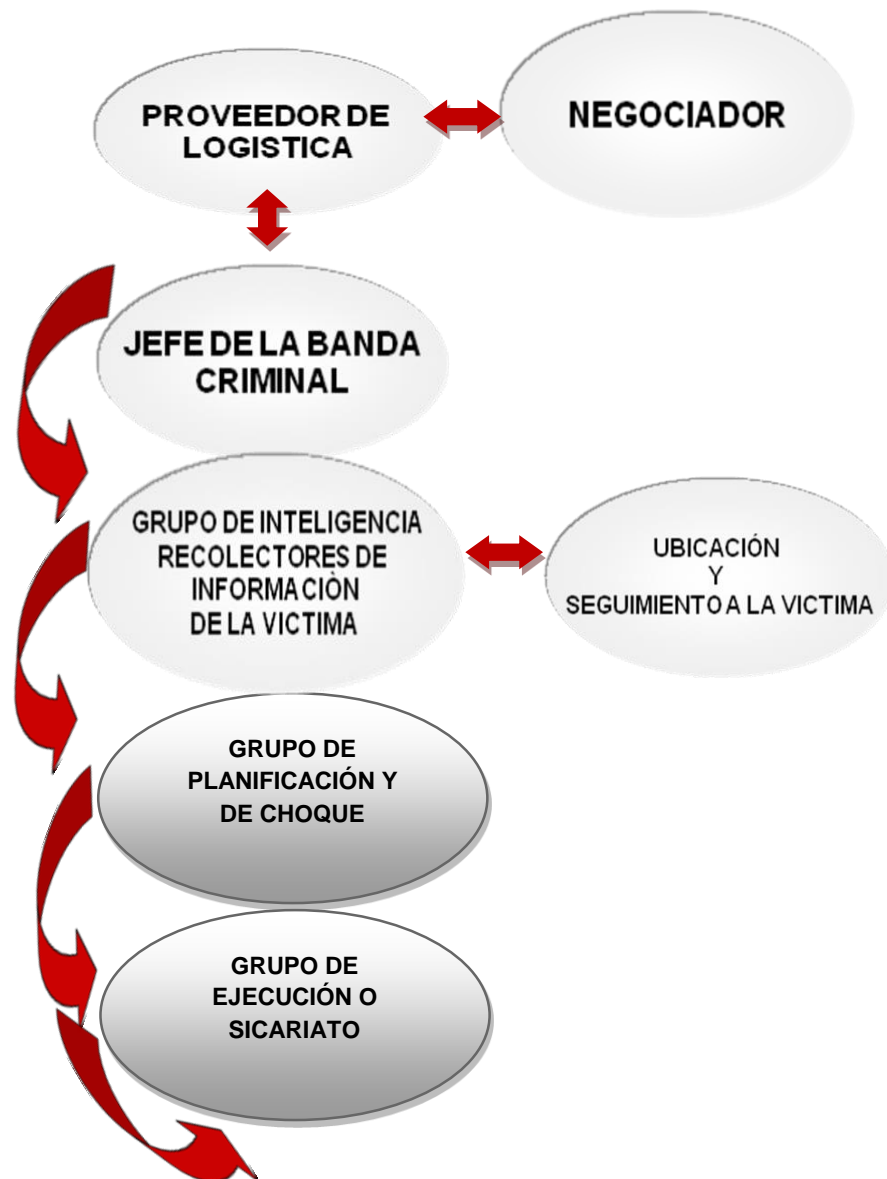 PROVEEDOR DE
LOGISTICA
NEGOCIADOR
JEFE DE LA BANDA
CRIMINAL
GRUPO DE INTELIGENCIA
RECOLECTORES DE
INFORMACIÒN
DE LA VICTIMA
UBICACIÓN
Y
SEGUIMIENTO A LA VICTIMA
GRUPO DE
PLANIFICACIÓN Y
DE CHOQUE
GRUPO DE
EJECUCIÓN O
SICARIATO